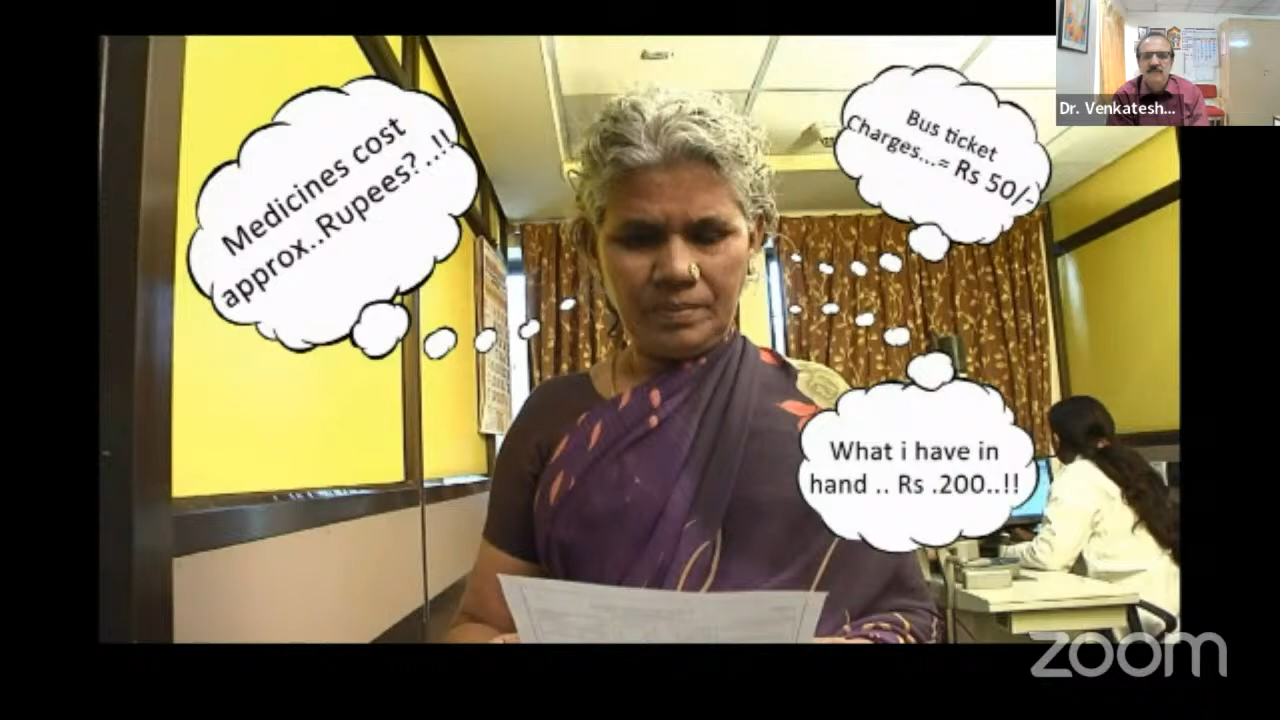 Medicines cost
approx..Rupees? ..!!
Bus ticket
Charges...= Rs 50/-
What i have in
hand .. Rs .200..!!
Dr. Venkatesh...
zoom